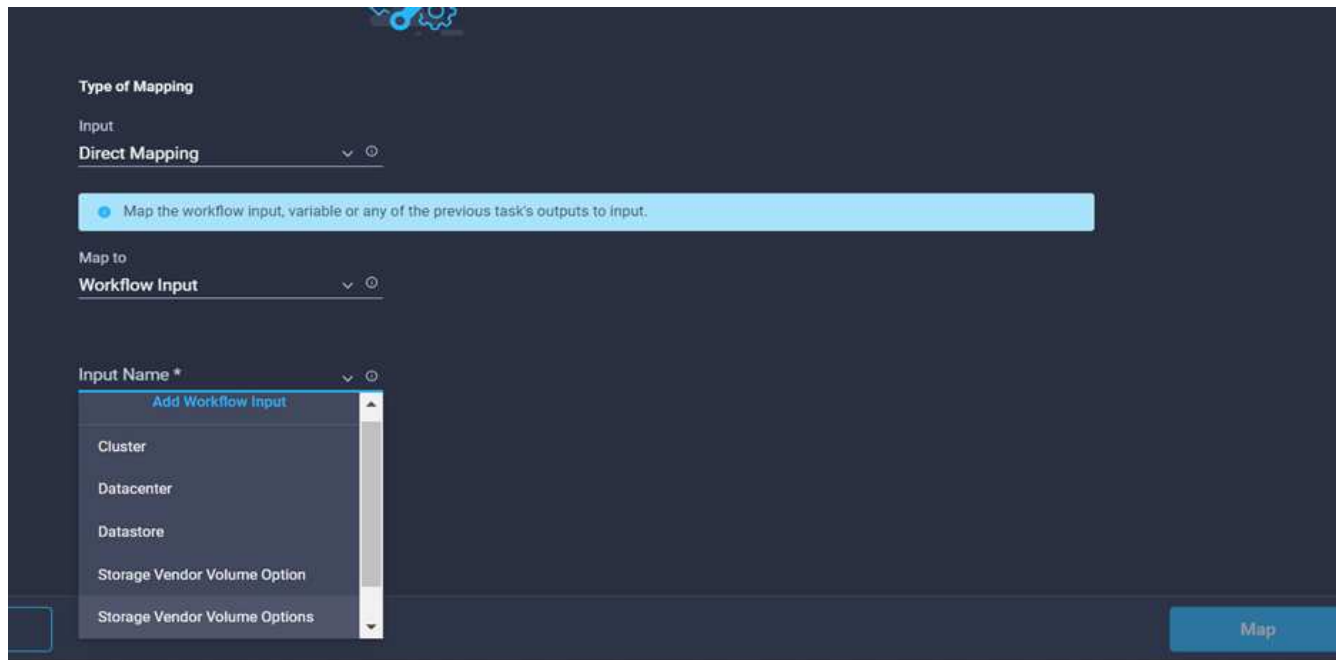 Type of Mapping
Input
Direct Mapping
Map the workflow input, variable or any of the previous task's outputs to input.
Map to
Workflow Input
Input Name *
Add Workflow Input
Cluster
Datacenter
Datastore
Storage Vendor Volume Option
Storage Vendor Volume Options
Map